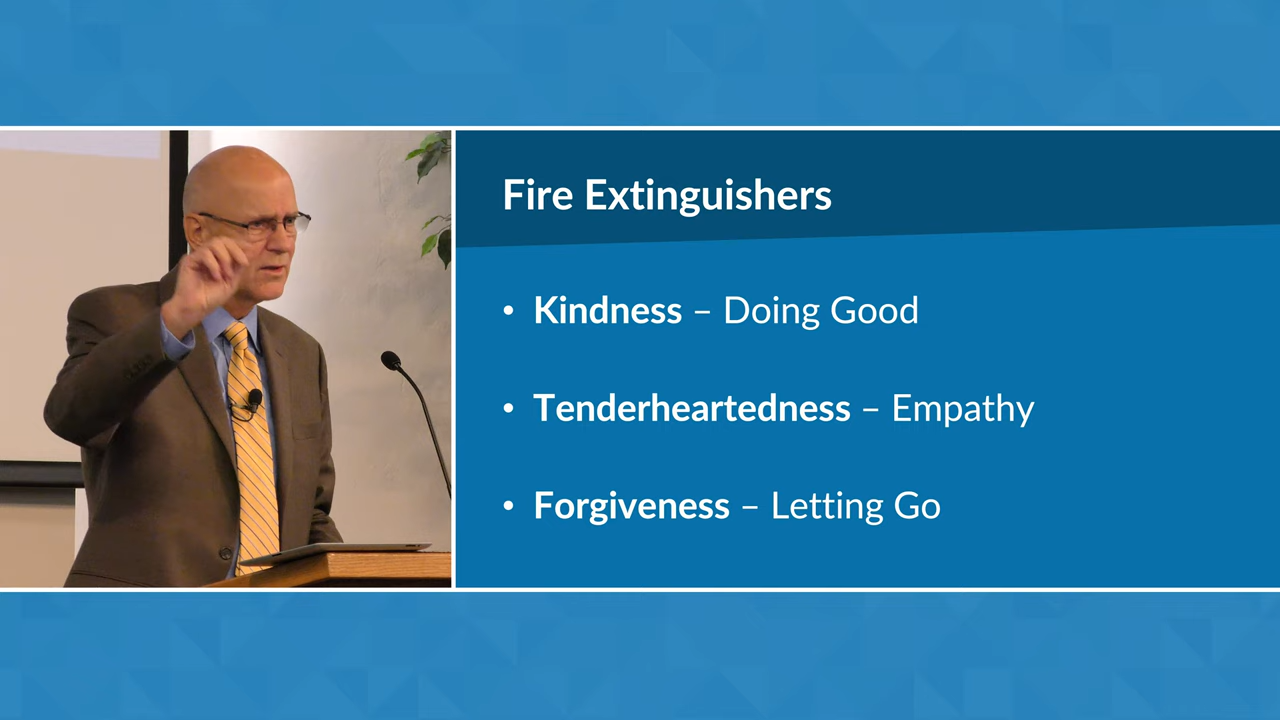 Fire Extinguishers
• Kindness – Doing Good
• Tenderheartedness – Empathy
• Forgiveness – Letting Go